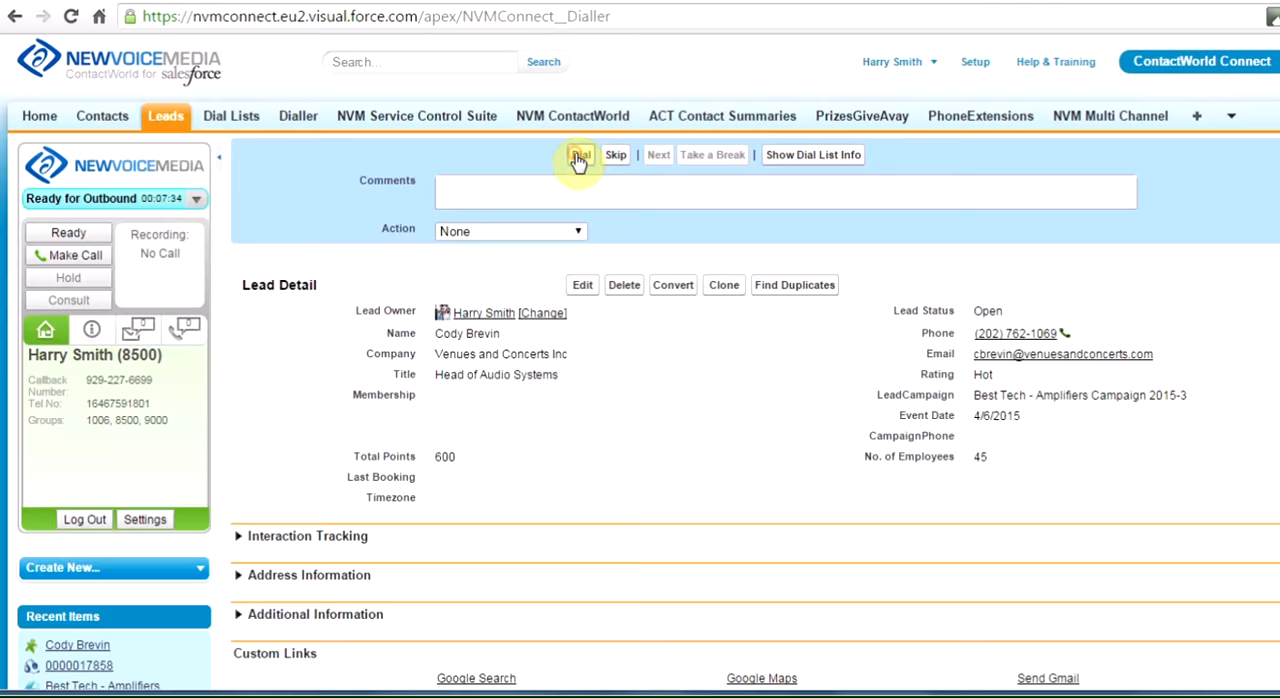 https://nvmconnect.eu2.visual.force.com/apex/NVMConnect__Dialler
NEWVOICEMEDIA
ContactWorld for salesforce
Search...
Search
Harry Smith
Setup
Help & Training
ContactWorld Connect
Home Contacts Leads Dial Lists Dialler NVM Service Control Suite NVM ContactWorld ACT Contact Summaries PrizesGiveAvay PhoneExtensions NVM Multi Channel +
NEWVOICEMEDIA
Ready for Outbound 00:07:34
Ready
Make Call
Hold
Consult
Recording:
No Call
0 0
Harry Smith (8500)
Callback Number: 929-227-6699
Tel No: 16467591801
Groups: 1006, 8500, 9000
Log Out Settings
Create New...
Recent Items
Cody Brevin
0000017858
Best Tech - Amplifiers
Skip | Next Take a Break | Show Dial List Info
Comments
Action None
Lead Detail Edit Delete Convert Clone Find Duplicates
Lead Owner Harry Smith [Change] Lead Status Open
Name Cody Brevin Phone (202) 762-1069
Company Venues and Concerts Inc Email cbrevin@venuesandconcerts.com
Title Head of Audio Systems Rating Hot
Membership LeadCampaign Best Tech - Amplifiers Campaign 2015-3
Event Date 4/6/2015
CampaignPhone
Total Points 600 No. of Employees 45
Last Booking
Timezone
Interaction Tracking
Address Information
Additional Information
Custom Links
Google Search Google Maps Send Gmail